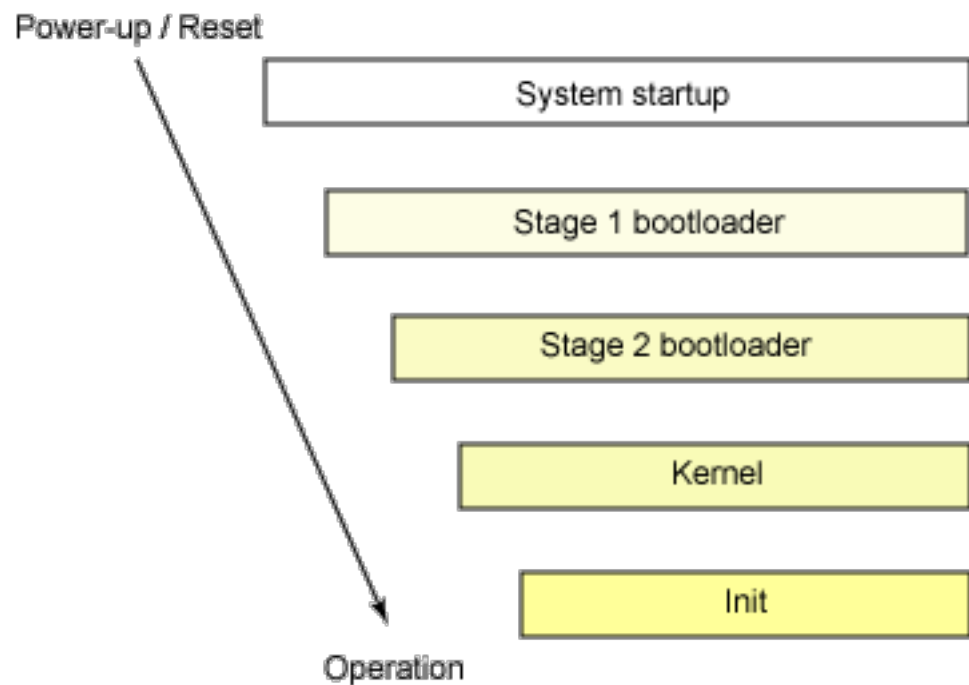 Power-up / Reset
System startup
Stage 1 bootloader
Stage 2 bootloader
Kernel
Init
Operation